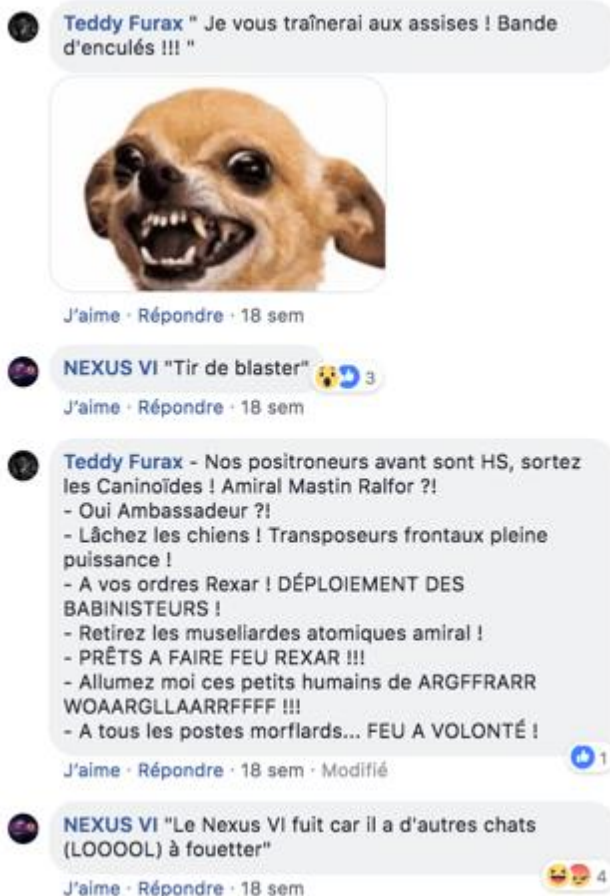 Teddy Furax " Je vous traînerai aux assises ! Bande
d'enculés !!! "
J'aime · Répondre · 18 sem
NEXUS VI "Tir de blaster" 3
J'aime · Répondre · 18 sem
Teddy Furax - Nos positroneurs avant sont HS, sortez
les Caninoïdes ! Amiral Mastin Ralfor ?!
- Oui Ambassadeur ?!
- Lâchez les chiens ! Transposeurs frontaux pleine
puissance !
- A vos ordres Rexar ! DÉPLOIEMENT DES
BABINISTEURS !
- Retirez les museliardes atomiques amiral !
- PRÊTS A FAIRE FEU REXAR !!!
- Allumez moi ces petits humains de ARGFFRARR
WOAARGLLAARRFFFF !!!
- A tous les postes morflards... FEU A VOLONTÉ !
1
J'aime · Répondre · 18 sem · Modifié
NEXUS VI "Le Nexus VI fuit car il a d'autres chats
(LOOOOL) à fouetter"
4
J'aime · Répondre · 18 sem